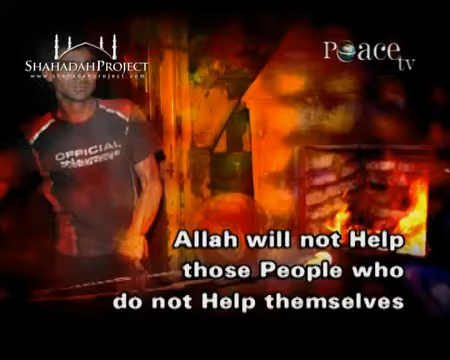 SHAHADAHPROJECT
www.shahadahproject.com
Peace tv
OFFICIAL
Allah will not Help
those People who
do not Help themselves